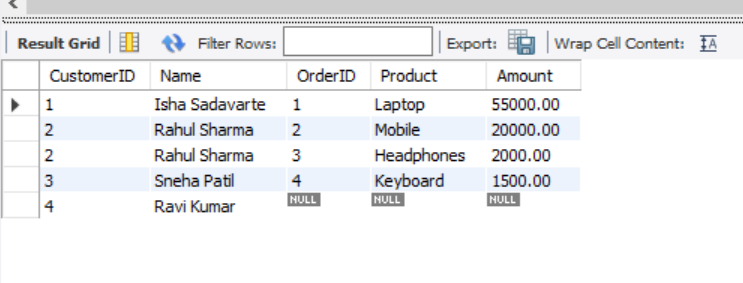 Result Grid Filter Rows: Export: Wrap Cell Content:
CustomerID Name OrderID Product Amount
1 Isha Sadavarte 1 Laptop 55000.00
2 Rahul Sharma 2 Mobile 20000.00
2 Rahul Sharma 3 Headphones 2000.00
3 Sneha Patil 4 Keyboard 1500.00
4 Ravi Kumar NULL NULL NULL